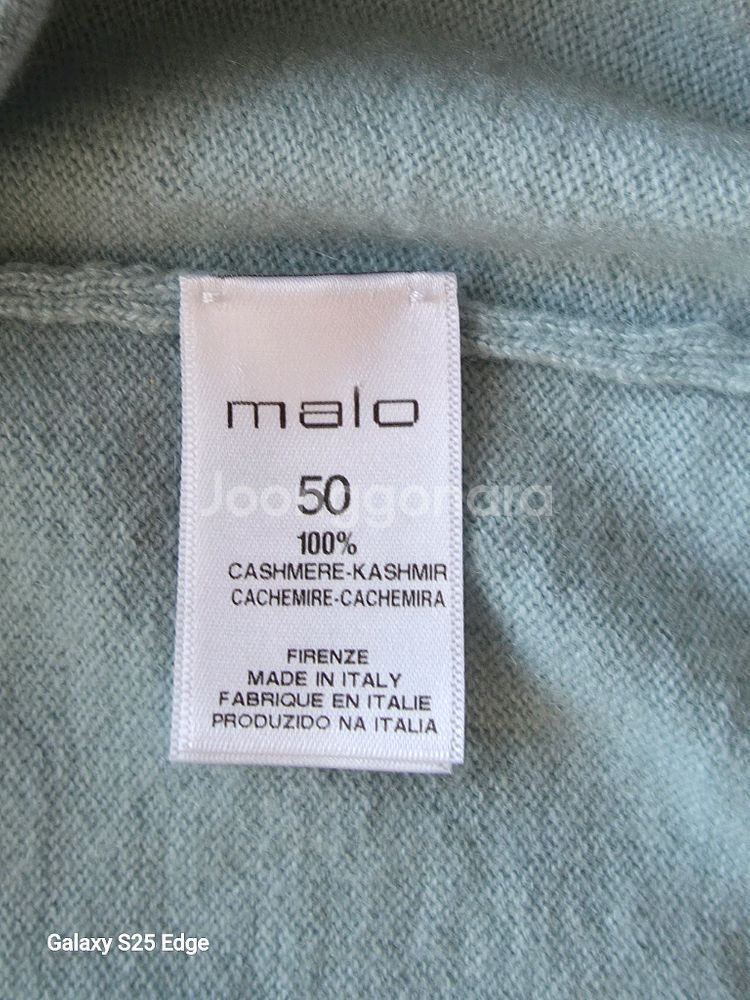 malo
50
Joonggonara
100%
CASHMERE-KASHMIR
CACHEMIRE-CACHEMIRA
FIRENZE
MADE IN ITALY
FABRIQUE EN ITALIE
PRODUZIDO NA ITALIA
Galaxy S25 Edge